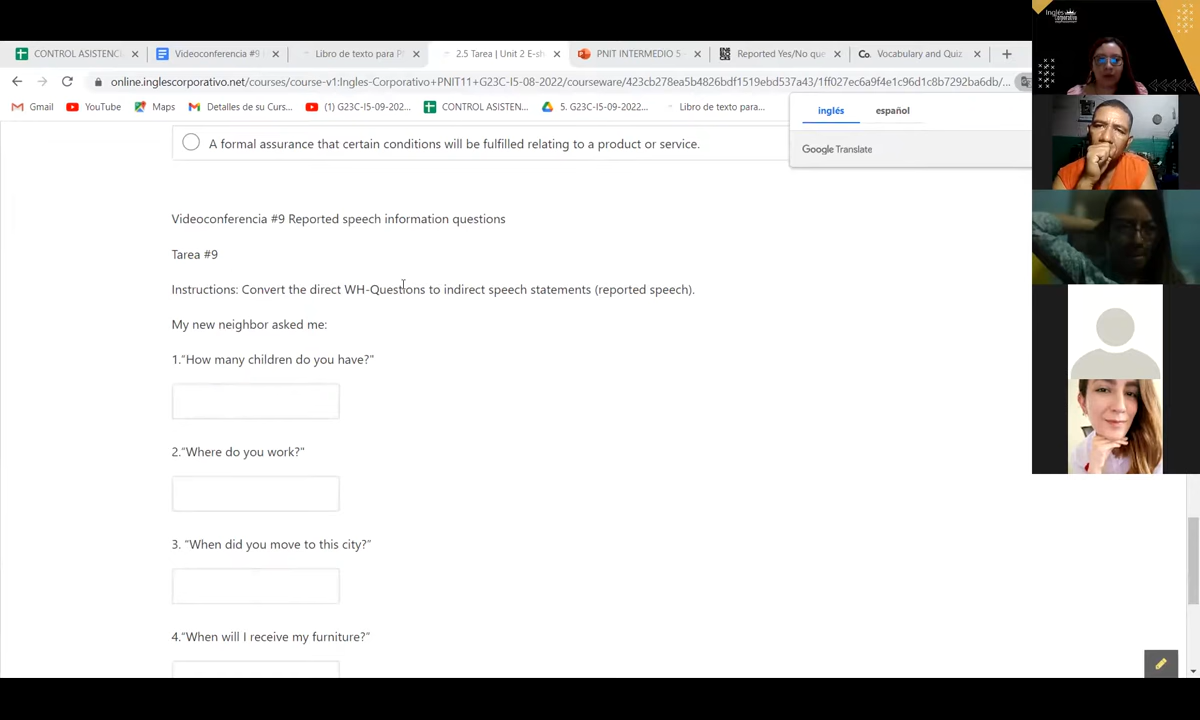 CONTROL ASISTENC
Videoconferencia #9
Libro de texto para P
2.5 Tarea | Unit 2 E-sh
PNIT INTERMEDIO 5-
Reported Yes/No que
Co. Vocabulary and Quiz
online.inglescorporativo.net/courses/course-v1:Ingles-Corporativo+PNIT11+G23C-I5-08-2022/courseware/423cb278ea5b4826bdf1519ebd537a43/1ff027ec6a9f4e1c96d1c8b7292ba6db/...
Gmail
YouTube
Maps
Detalles de su Curs...
(1) G23C-I5-09-202...
CONTROL ASISTEN...
5. G23C-I5-09-2022...
Libro de texto para...
inglés
español
Google Translate
A formal assurance that certain conditions will be fulfilled relating to a product or service.
Videoconferencia #9 Reported speech information questions
Tarea #9
Instructions: Convert the direct WH-Questions to indirect speech statements (reported speech).
My new neighbor asked me:
1."How many children do you have?"
2."Where do you work?"
3. "When did you move to this city?"
4."When will I receive my furniture?"
Inglés
Corporativo